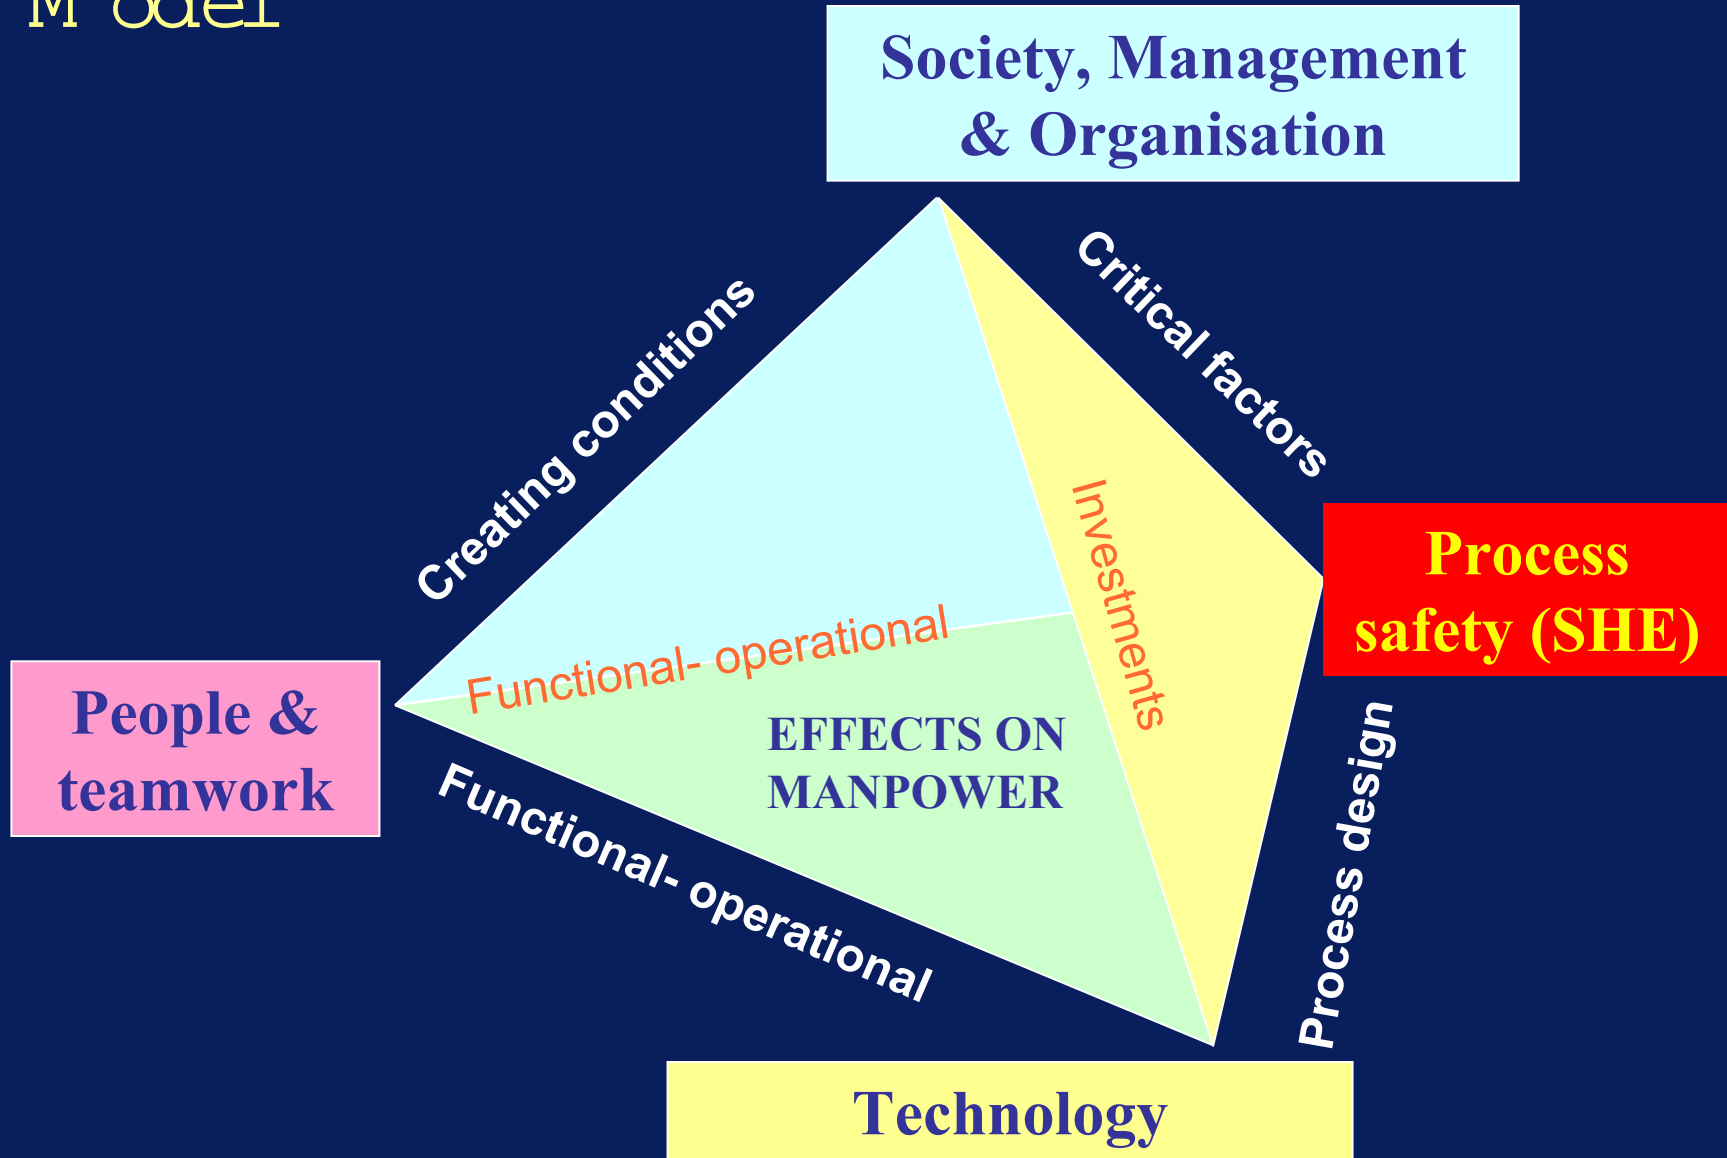 Model
Society, Management
& Organisation
Critical factors
Creating conditions
Investments
Process
safety (SHE)
Functional- operational
People &
teamwork
EFFECTS ON
MANPOWER
Functional- operational
Process design
Technology